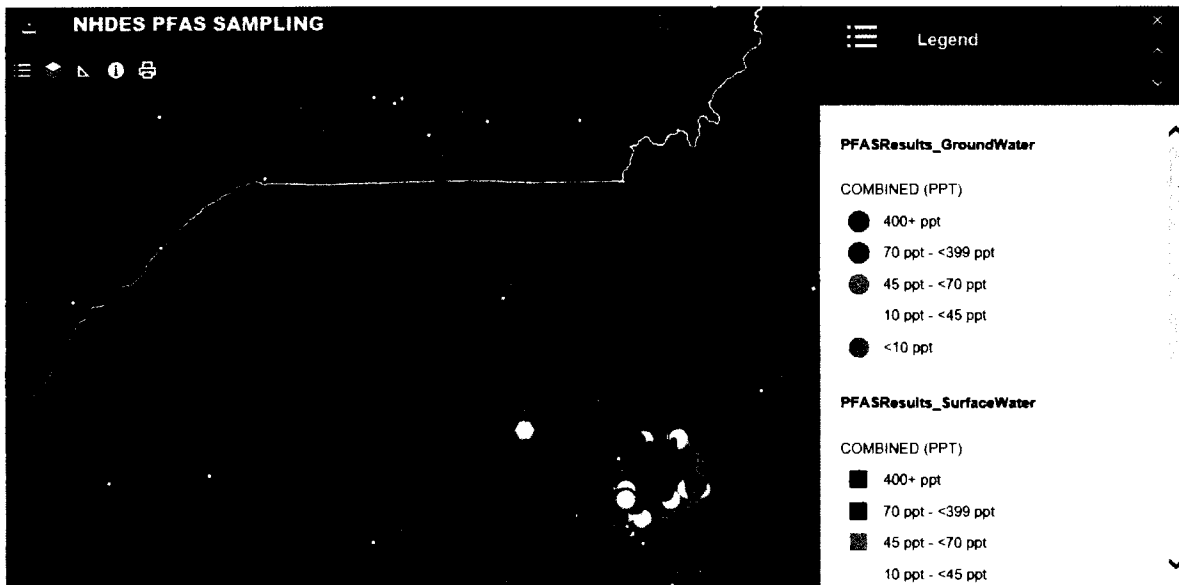 NHDES PFAS SAMPLING
Legend
PFASResults_GroundWater
COMBINED (PPT)
400+ ppt
70 ppt - <399 ppt
45 ppt - <70 ppt
10 ppt - <45 ppt
<10 ppt
PFASResults_SurfaceWater
COMBINED (PPT)
400+ ppt
70 ppt - <399 ppt
45 ppt - <70 ppt
10 ppt - <45 ppt